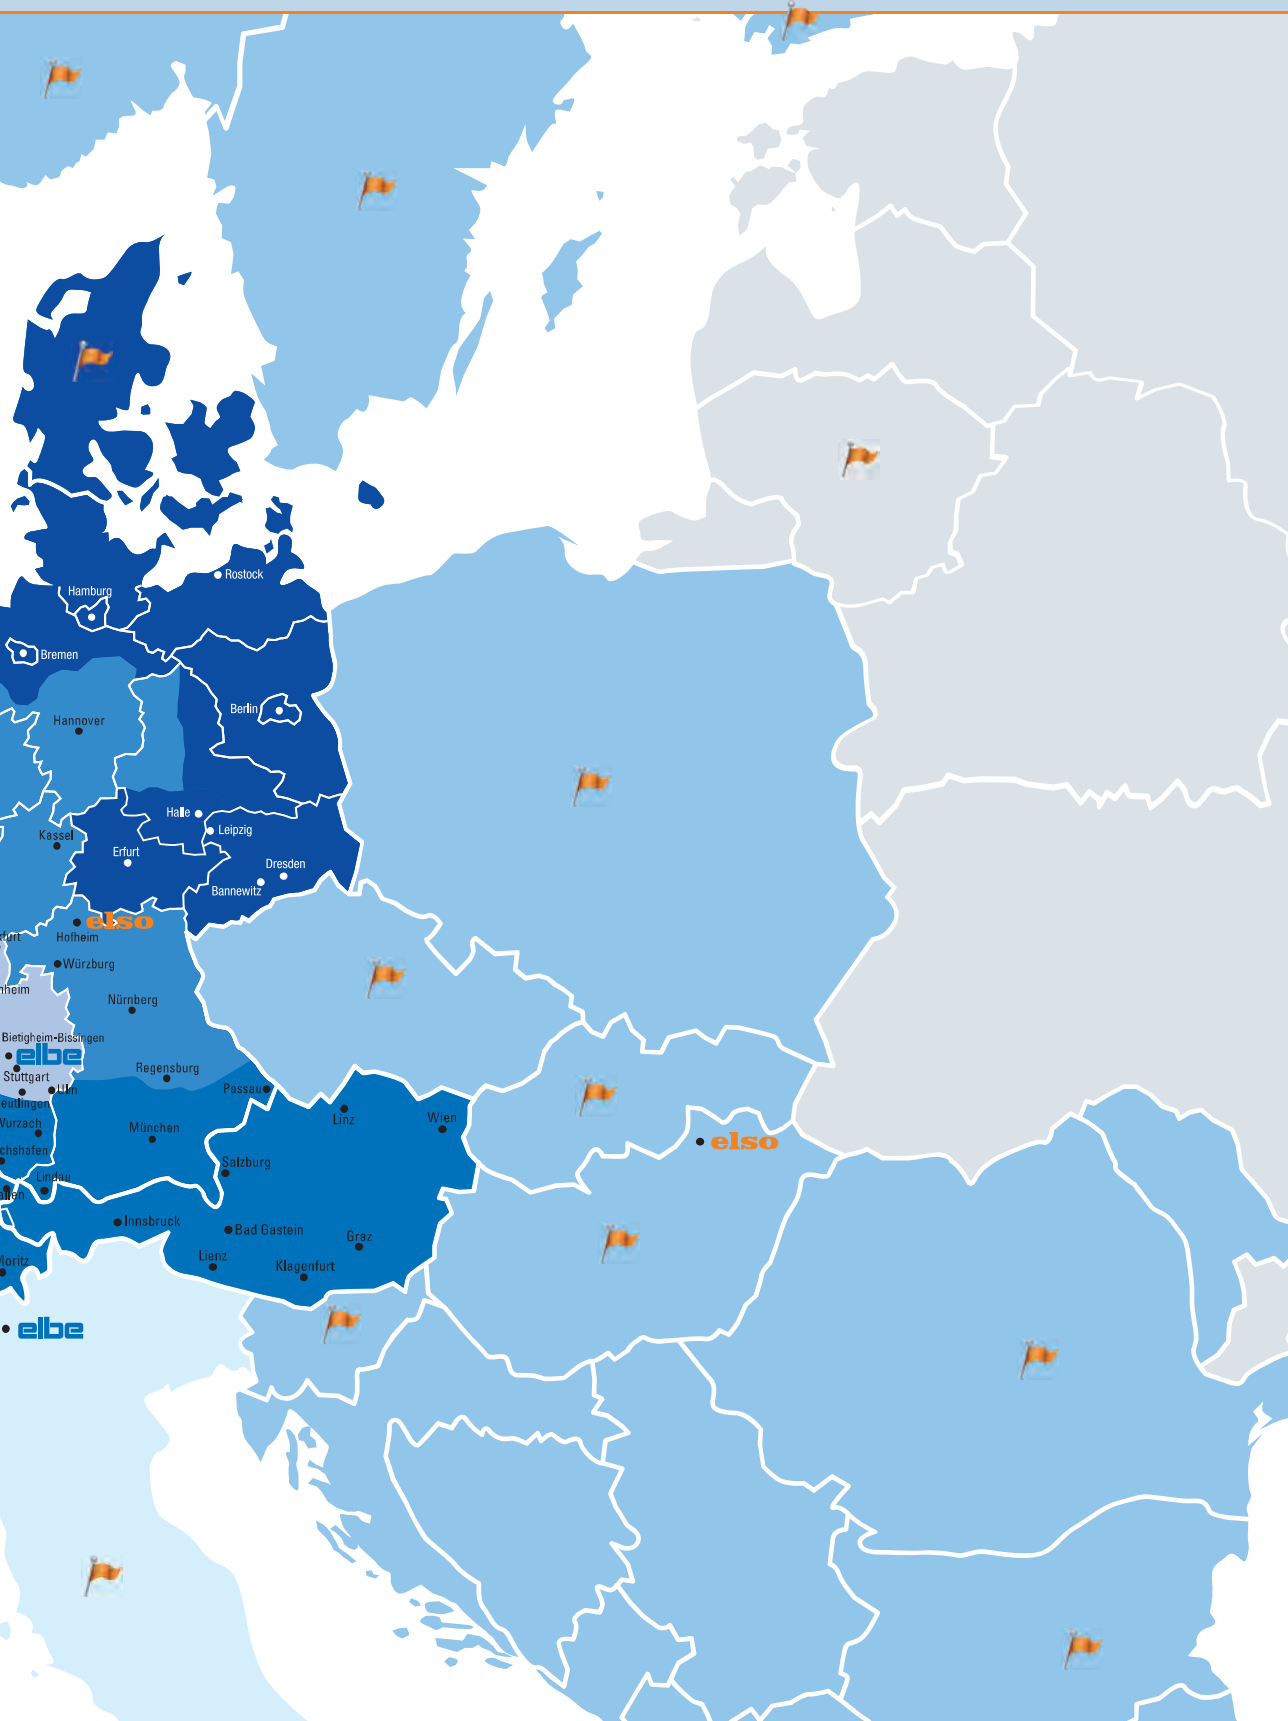 Rostock
Hamburg
Bremen
Berlin
Hannover
Halle
Leipzig
Kassel
Erfurt
Dresden
Bannewitz
elso
Hofheim
Würzburg
Nürnberg
Bietigheim-Bissingen
elbe
Stuttgart
Regensburg
Ulm
Passau
Linz
Wien
München
elso
Salzburg
Lindau
Innsbruck
Bad Gastein
Graz
Lienz
Klagenfurt
elbe